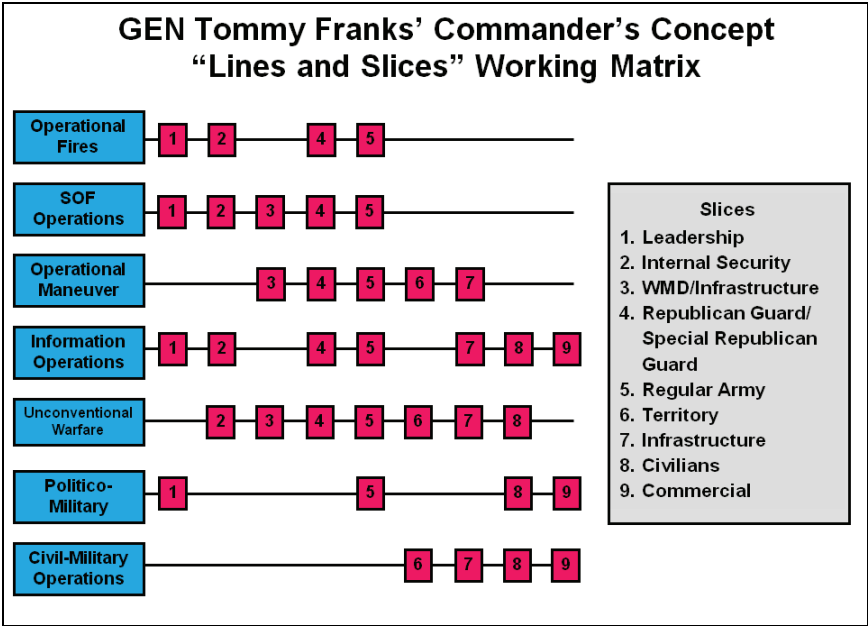 GEN Tommy Franks’ Commander’s Concept
“Lines and Slices” Working Matrix
Operational
Fires
1 2 4 5
SOF
Operations
1 2 3 4 5
Operational
Maneuver
3 4 5 6 7
Information
Operations
1 2 4 5 7 8 9
Unconventional
Warfare
2 3 4 5 6 7 8
Politico-
Military
1 5 8 9
Civil-Military
Operations
6 7 8 9
Slices
1. Leadership
2. Internal Security
3. WMD/Infrastructure
4. Republican Guard/
Special Republican
Guard
5. Regular Army
6. Territory
7. Infrastructure
8. Civilians
9. Commercial